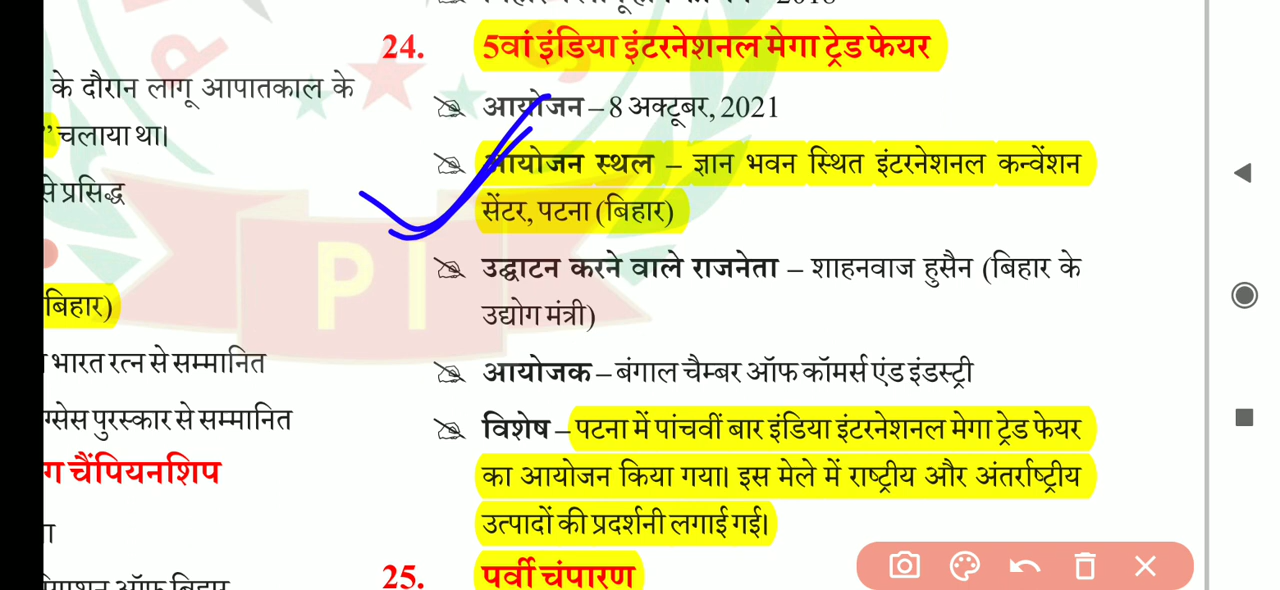 के दौरान लागू आपातकाल के
” चलाया था।
से प्रसिद्ध
बिहार)
भारत रत्न से सम्मानित
ग्सेस पुरस्कार से सम्मानित
ग चैंपियनशिप
24. 5वां इंडिया इंटरनेशनल मेगा ट्रेड फेयर
आयोजन – 8 अक्टूबर, 2021
आयोजन स्थल – ज्ञान भवन स्थित इंटरनेशनल कन्वेंशन
सेंटर, पटना (बिहार)
उद्घाटन करने वाले राजनेता – शाहनवाज हुसैन (बिहार के
उद्योग मंत्री)
आयोजक – बंगाल चैम्बर ऑफ कॉमर्स एंड इंडस्ट्री
विशेष – पटना में पांचवीं बार इंडिया इंटरनेशनल मेगा ट्रेड फेयर
का आयोजन किया गया। इस मेले में राष्ट्रीय और अंतर्राष्ट्रीय
उत्पादों की प्रदर्शनी लगाई गई।
25. पूर्वी चंपारण
PI